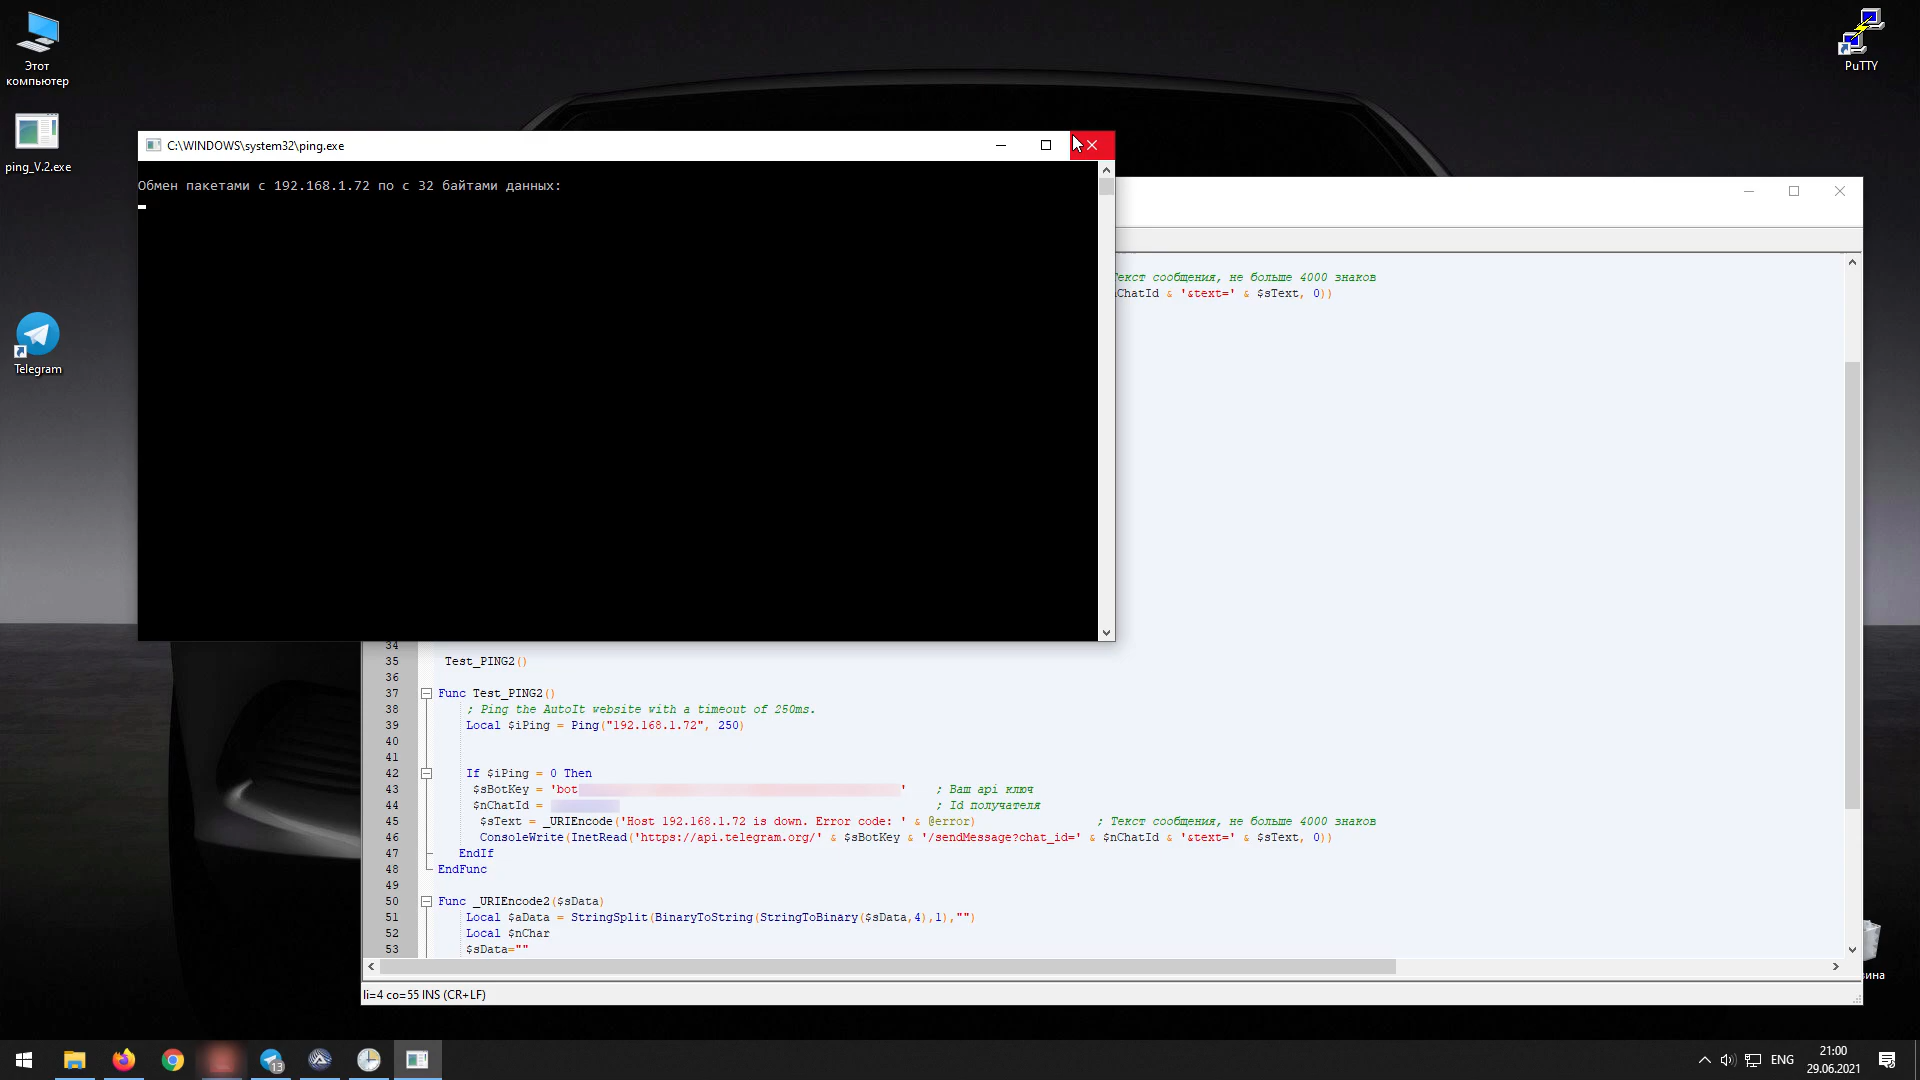 Этот
компьютер
ping_V.2.exe
Telegram
PuTTY
C:\WINDOWS\system32\ping.exe
Обмен пакетами с 192.168.1.72 по с 32 байтами данных:
Текст сообщения, не больше 4000 знаков
ChatId & '&text=' & $sText, 0))
34
35 Test_PING2()
36
37 Func Test_PING2()
38 ; Ping the AutoIt website with a timeout of 250ms.
39 Local $iPing = Ping("192.168.1.72", 250)
40
41
42 If $iPing = 0 Then
43 $sBotKey = 'bot ' ; Ваш api ключ
44 $nChatId = ; Id получателя
45 $sText = _URIEncode('Host 192.168.1.72 is down. Error code: ' & @error) ; Текст сообщения, не больше 4000 знаков
46 ConsoleWrite(InetRead('https://api.telegram.org/' & $sBotKey & '/sendMessage?chat_id=' & $nChatId & '&text=' & $sText, 0))
47 EndIf
48 EndFunc
49
50 Func _URIEncode2($sData)
51 Local $aData = StringSplit(BinaryToString(StringToBinary($sData,4),1),"")
52 Local $nChar
53 $sData=""
li=4 co=55 INS (CR+LF)
зина
13
ENG
21:00
29.06.2021